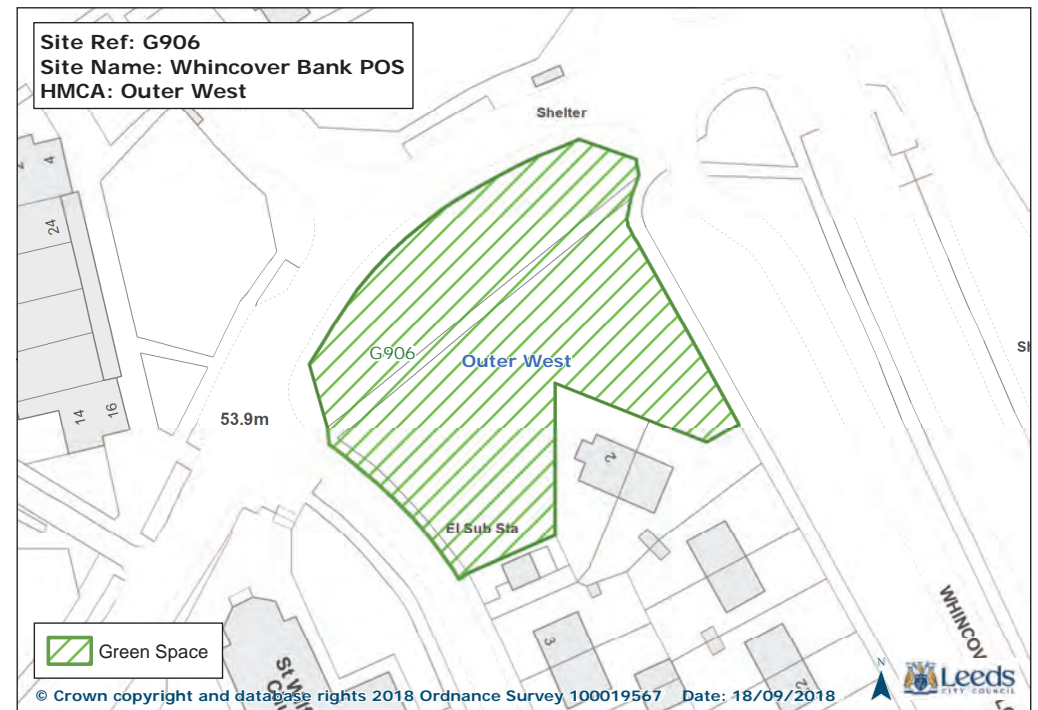 Site Ref: G906
Site Name: Whincover Bank POS
HMCA: Outer West
Shelter
4
24
G906
Outer West
53.9m
14
16
2
El Sub Sta
3
Green Space
N
Leeds
CITY COUNCIL
© Crown copyright and database rights 2018 Ordnance Survey 100019567 Date: 18/09/2018